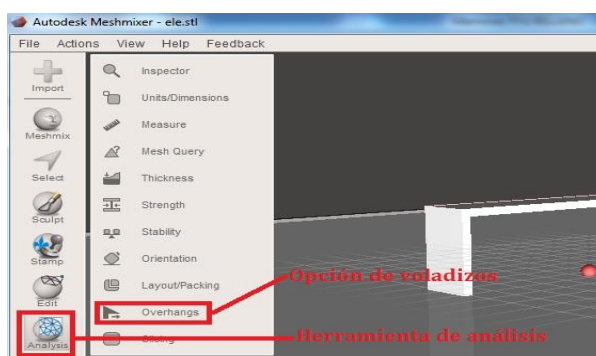 Autodesk Meshmixer - ele.stl
File Actions View Help Feedback
Import
Meshmix
Select
Sculpt
Stamp
Edit
Analysis
Inspector
Units/Dimensions
Measure
Mesh Query
Thickness
Strength
Stability
Orientation
Layout/Packing
Overhangs
Opción de voladizos
Herramienta de análisis